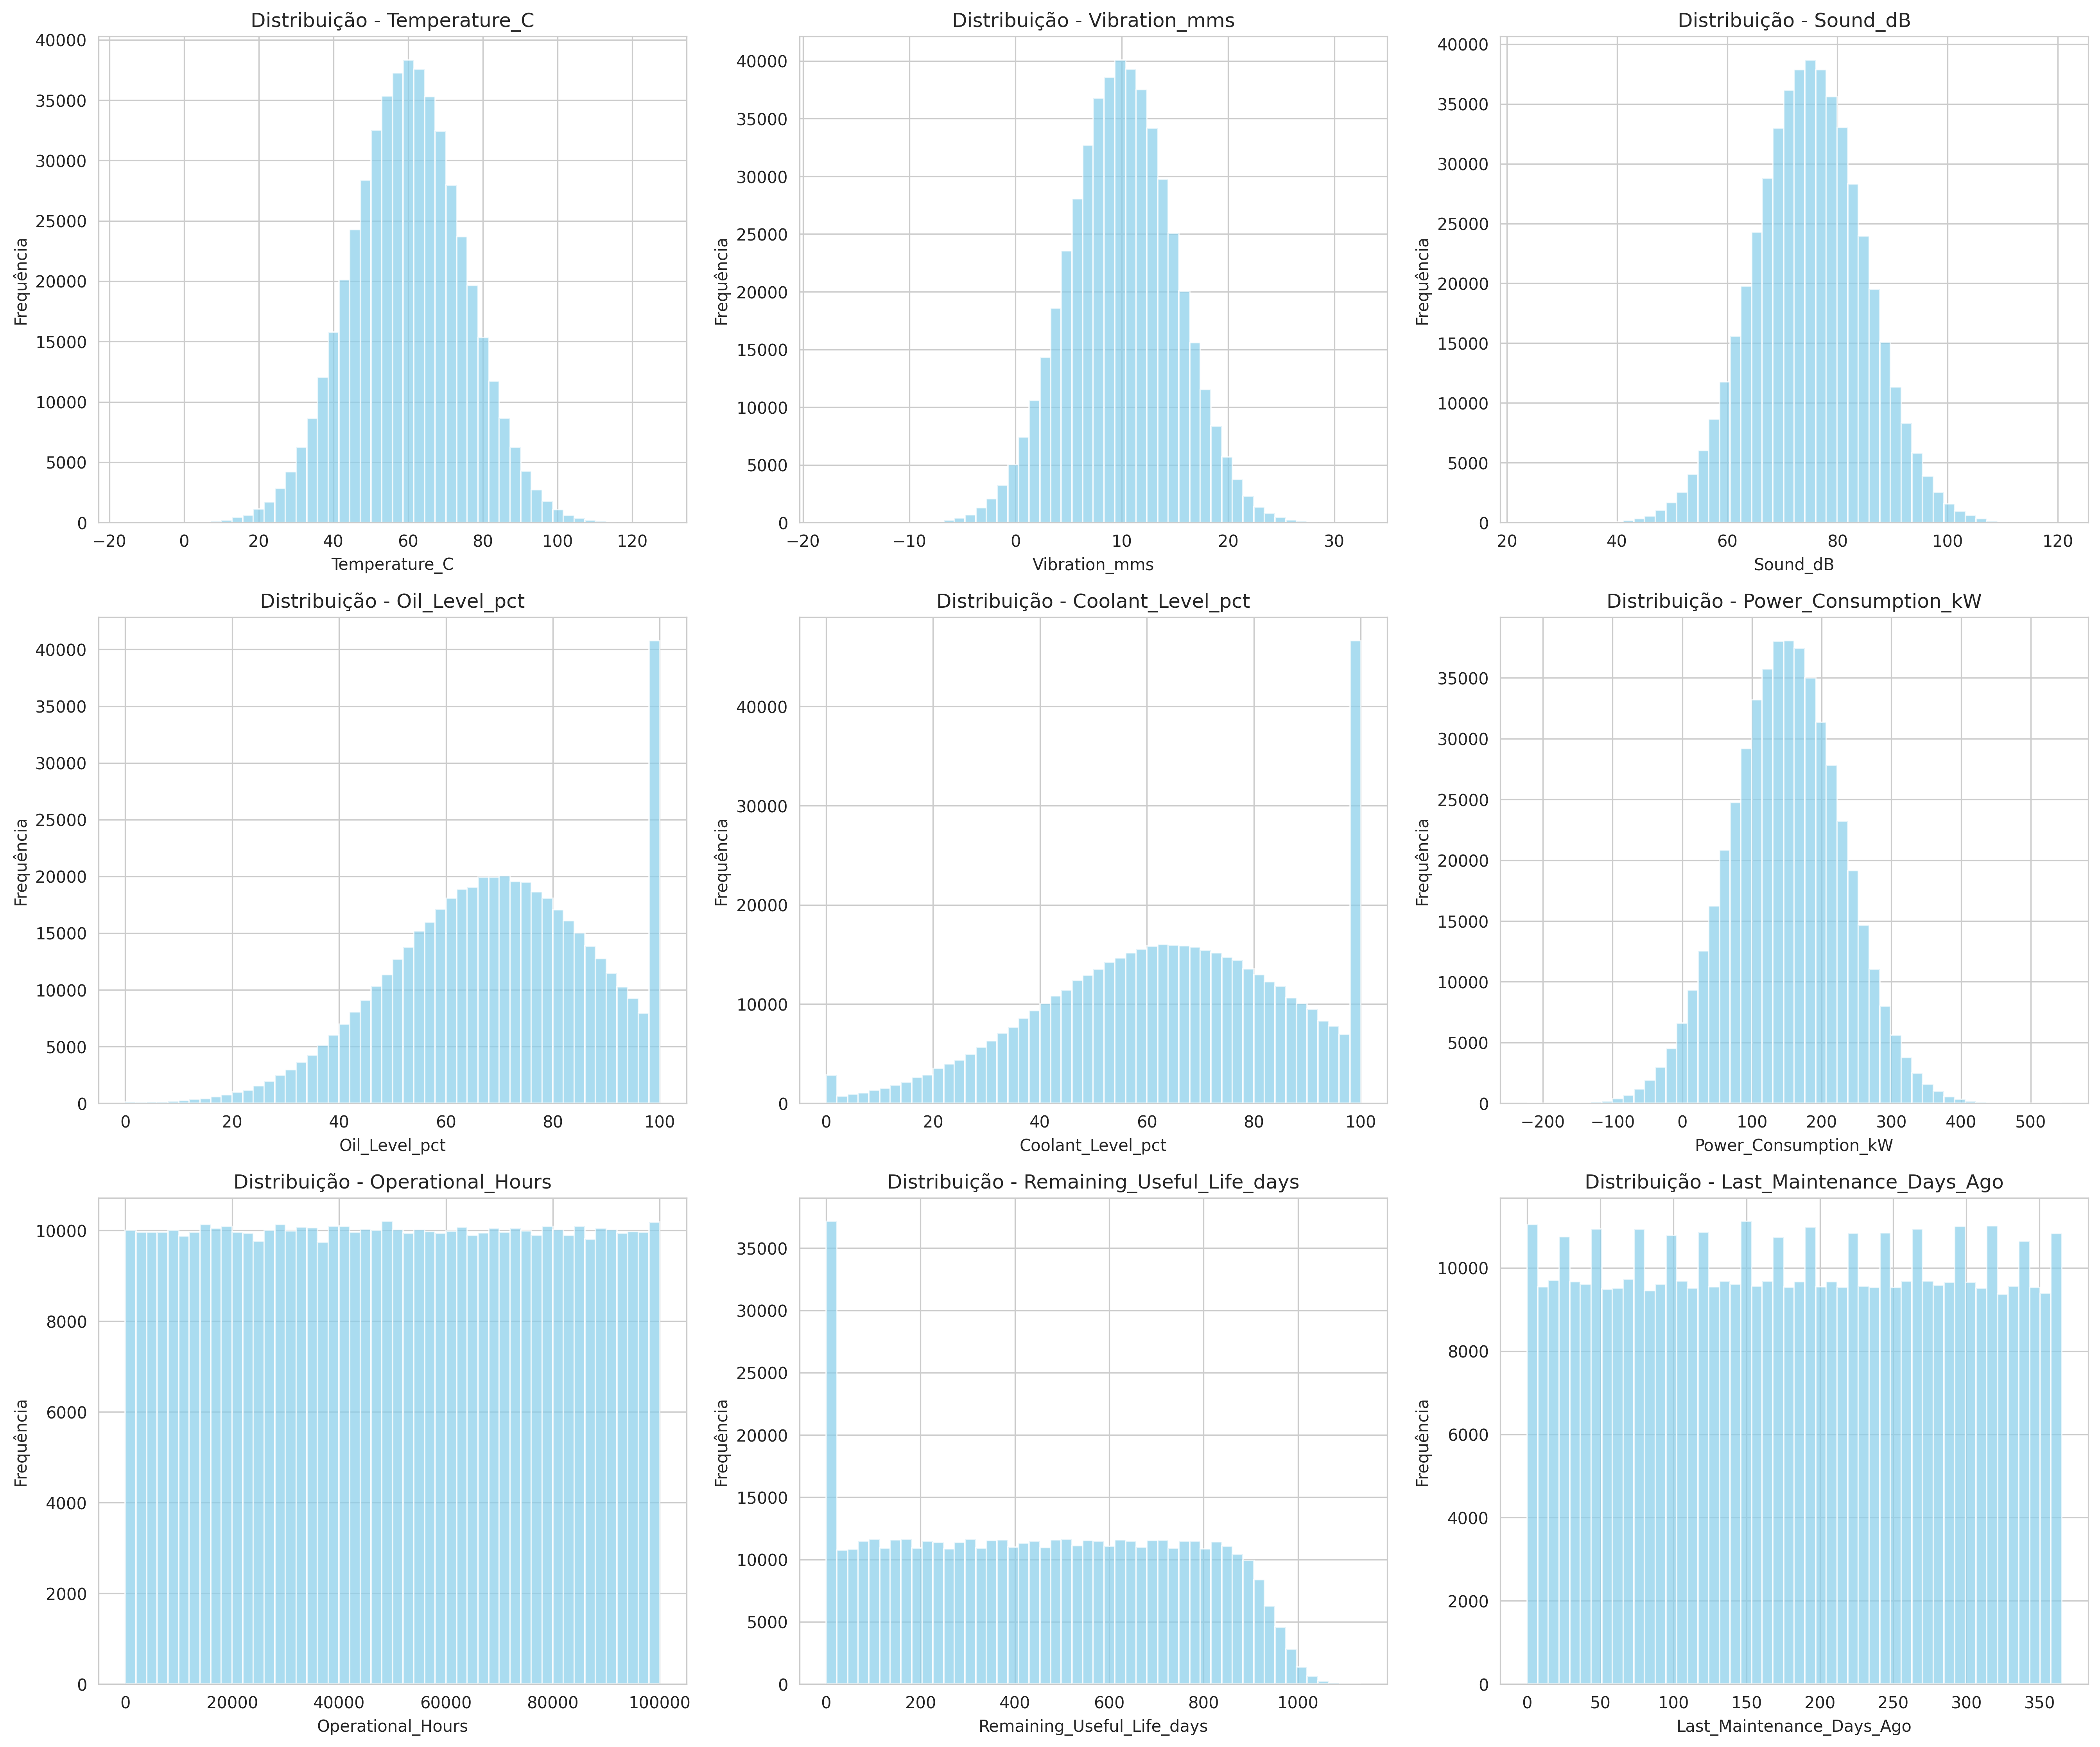 Distribuição - Temperature_C
Distribuição - Vibration_mms
Distribuição - Sound_dB
40000
35000
30000
25000
20000
15000
10000
5000
0
Frequência
−20 0 20 40 60 80 100 120
Temperature_C
40000
35000
30000
25000
20000
15000
10000
5000
0
Frequência
−20 −10 0 10 20 30
Vibration_mms
40000
35000
30000
25000
20000
15000
10000
5000
0
Frequência
20 40 60 80 100 120
Sound_dB
Distribuição - Oil_Level_pct
Distribuição - Coolant_Level_pct
Distribuição - Power_Consumption_kW
40000
35000
30000
25000
20000
15000
10000
5000
0
Frequência
0 20 40 60 80 100
Oil_Level_pct
40000
30000
20000
10000
0
Frequência
0 20 40 60 80 100
Coolant_Level_pct
35000
30000
25000
20000
15000
10000
5000
0
Frequência
−200 −100 0 100 200 300 400 500
Power_Consumption_kW
Distribuição - Operational_Hours
Distribuição - Remaining_Useful_Life_days
Distribuição - Last_Maintenance_Days_Ago
10000
8000
6000
4000
2000
0
Frequência
0 20000 40000 60000 80000 100000
Operational_Hours
35000
30000
25000
20000
15000
10000
5000
0
Frequência
0 200 400 600 800 1000
Remaining_Useful_Life_days
10000
8000
6000
4000
2000
0
Frequência
0 50 100 150 200 250 300 350
Last_Maintenance_Days_Ago